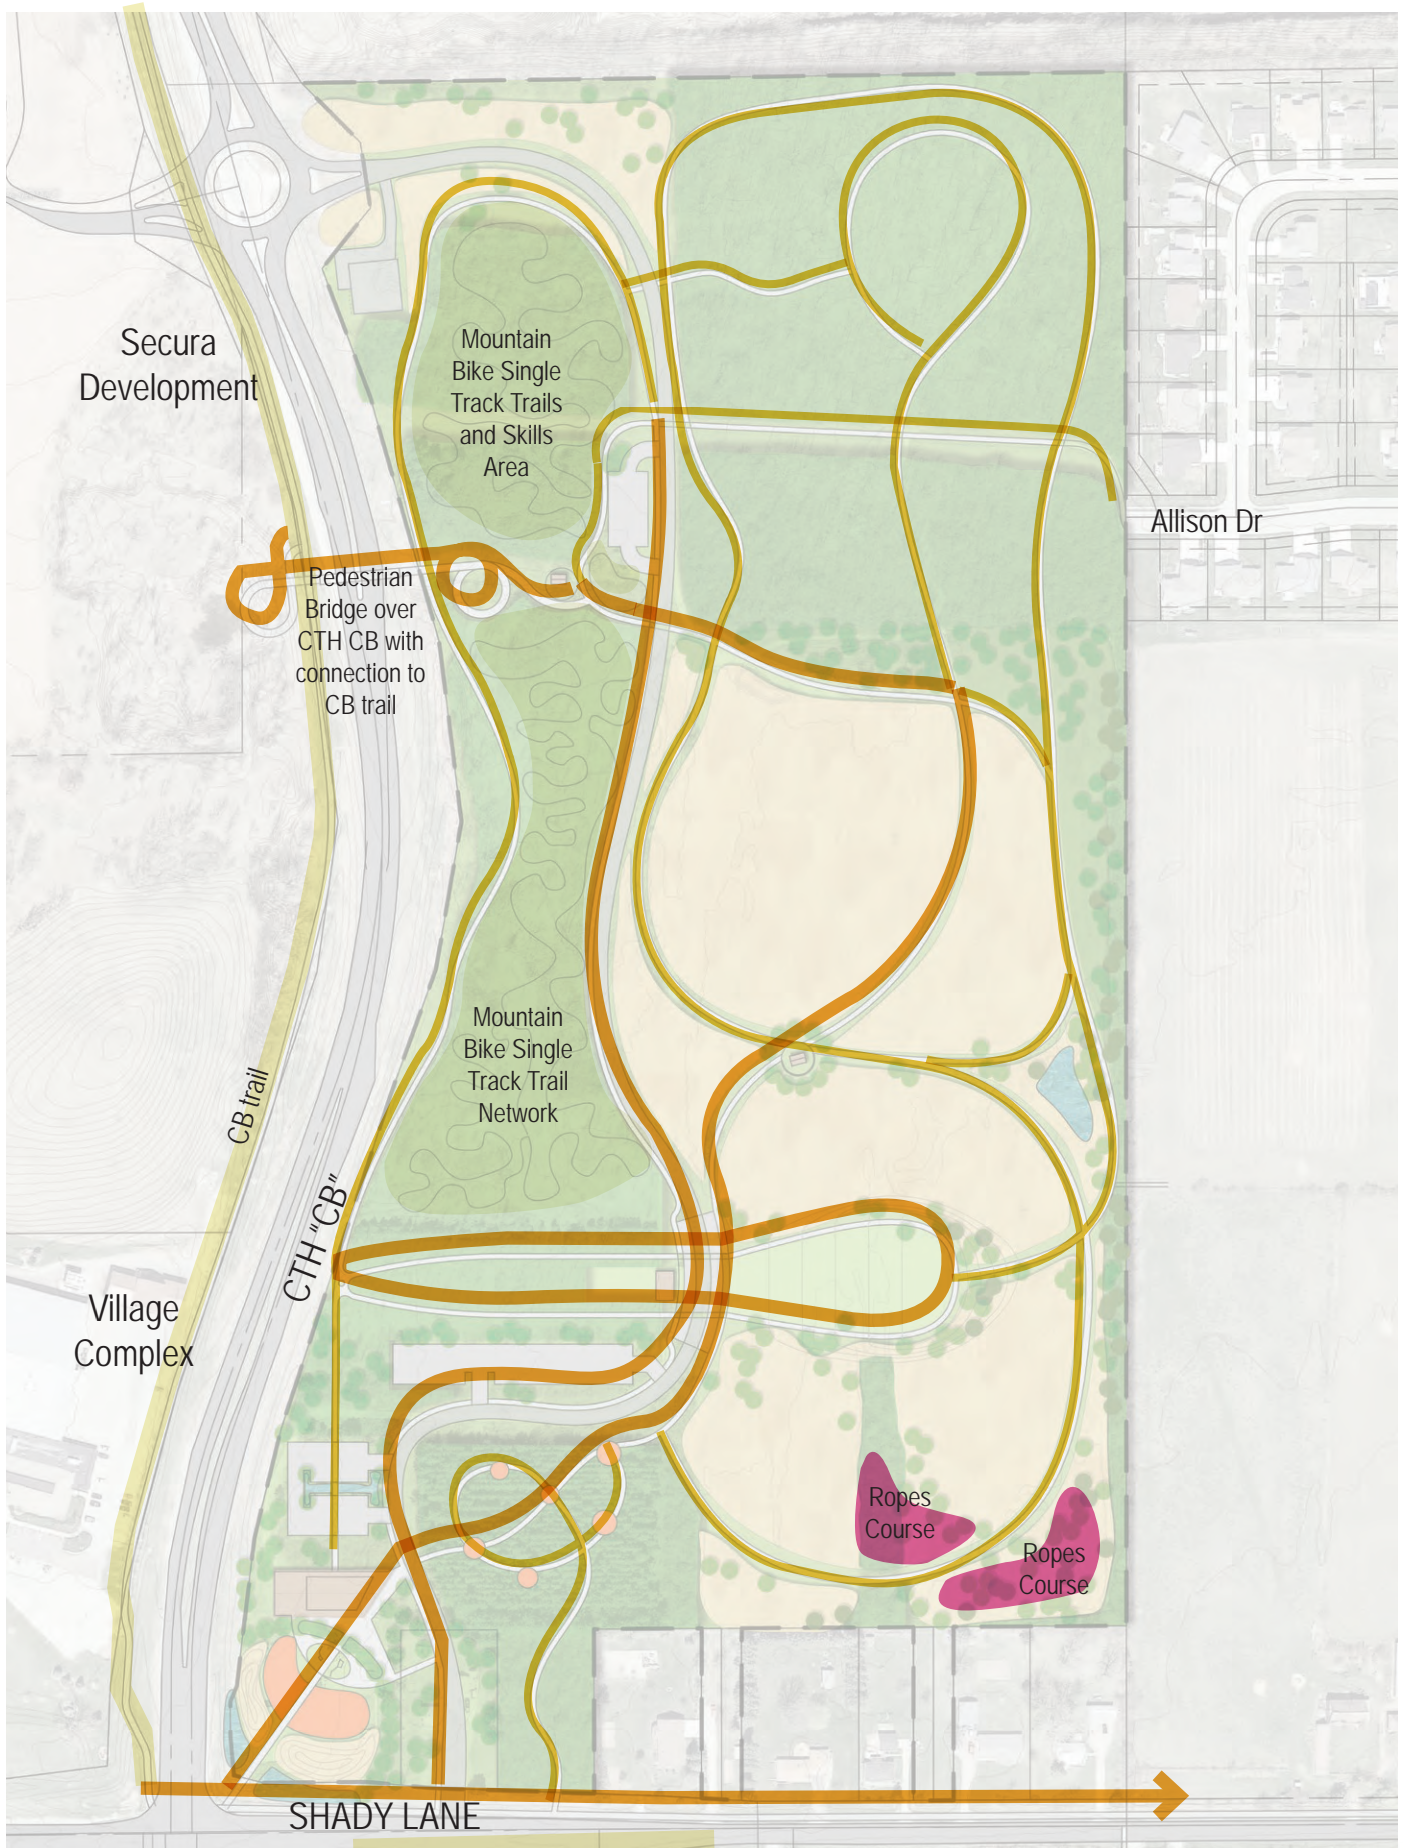 Secura
Development
Mountain
Bike Single
Track Trails
and Skills
Area
Allison Dr
Pedestrian
Bridge over
CTH CB with
connection to
CB trail
Mountain
Bike Single
Track Trail
Network
CB trail
CTH "CB"
Village
Complex
Ropes
Course
Ropes
Course
SHADY LANE